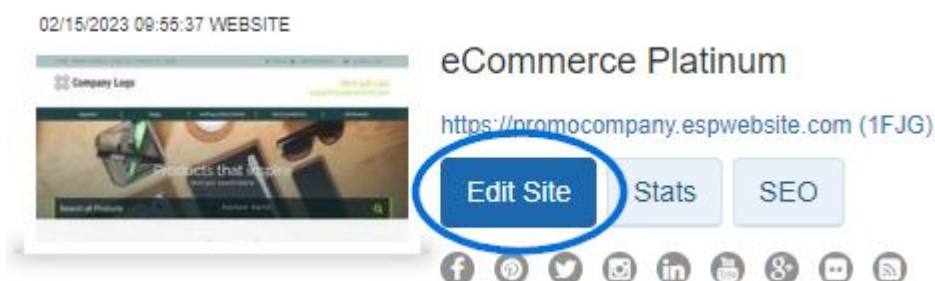 02/15/2023 09:55:37 WEBSITE
Company Logo
Products that inspire
Search all Products
eCommerce Platinum
https://promocompany.espwebsite.com (1FJG)
Edit Site
Stats
SEO